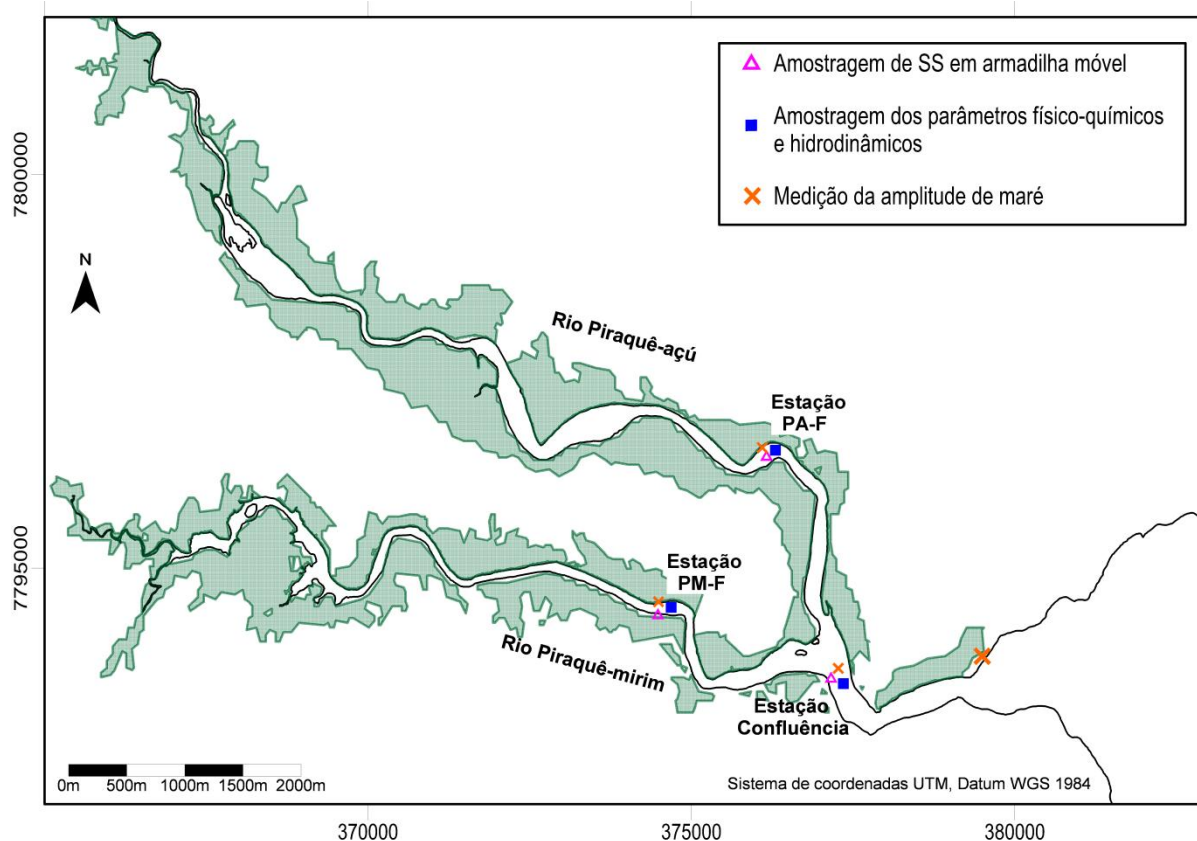 Amostragem de SS em armadilha móvel
Amostragem dos parâmetros físico-químicos
e hidrodinâmicos
Medição da amplitude de maré
7800000
N
Rio Piraquê-açú
Estação
PA-F
7795000
Estação
PM-F
Rio Piraquê-mirim
Estação
Confluência
0m 500m 1000m 1500m 2000m
Sistema de coordenadas UTM, Datum WGS 1984
370000 375000 380000